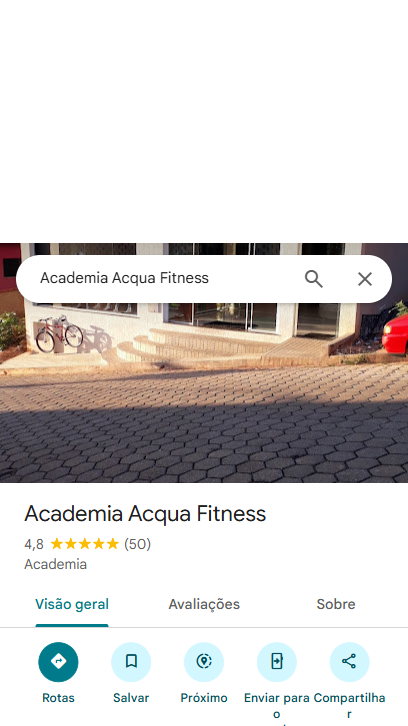 Academia Acqua Fitness
Academia Acqua Fitness
4,8 (50)
Academia
Visão geral Avaliações Sobre
Rotas Salvar Próximo Enviar para Compartilha
o r